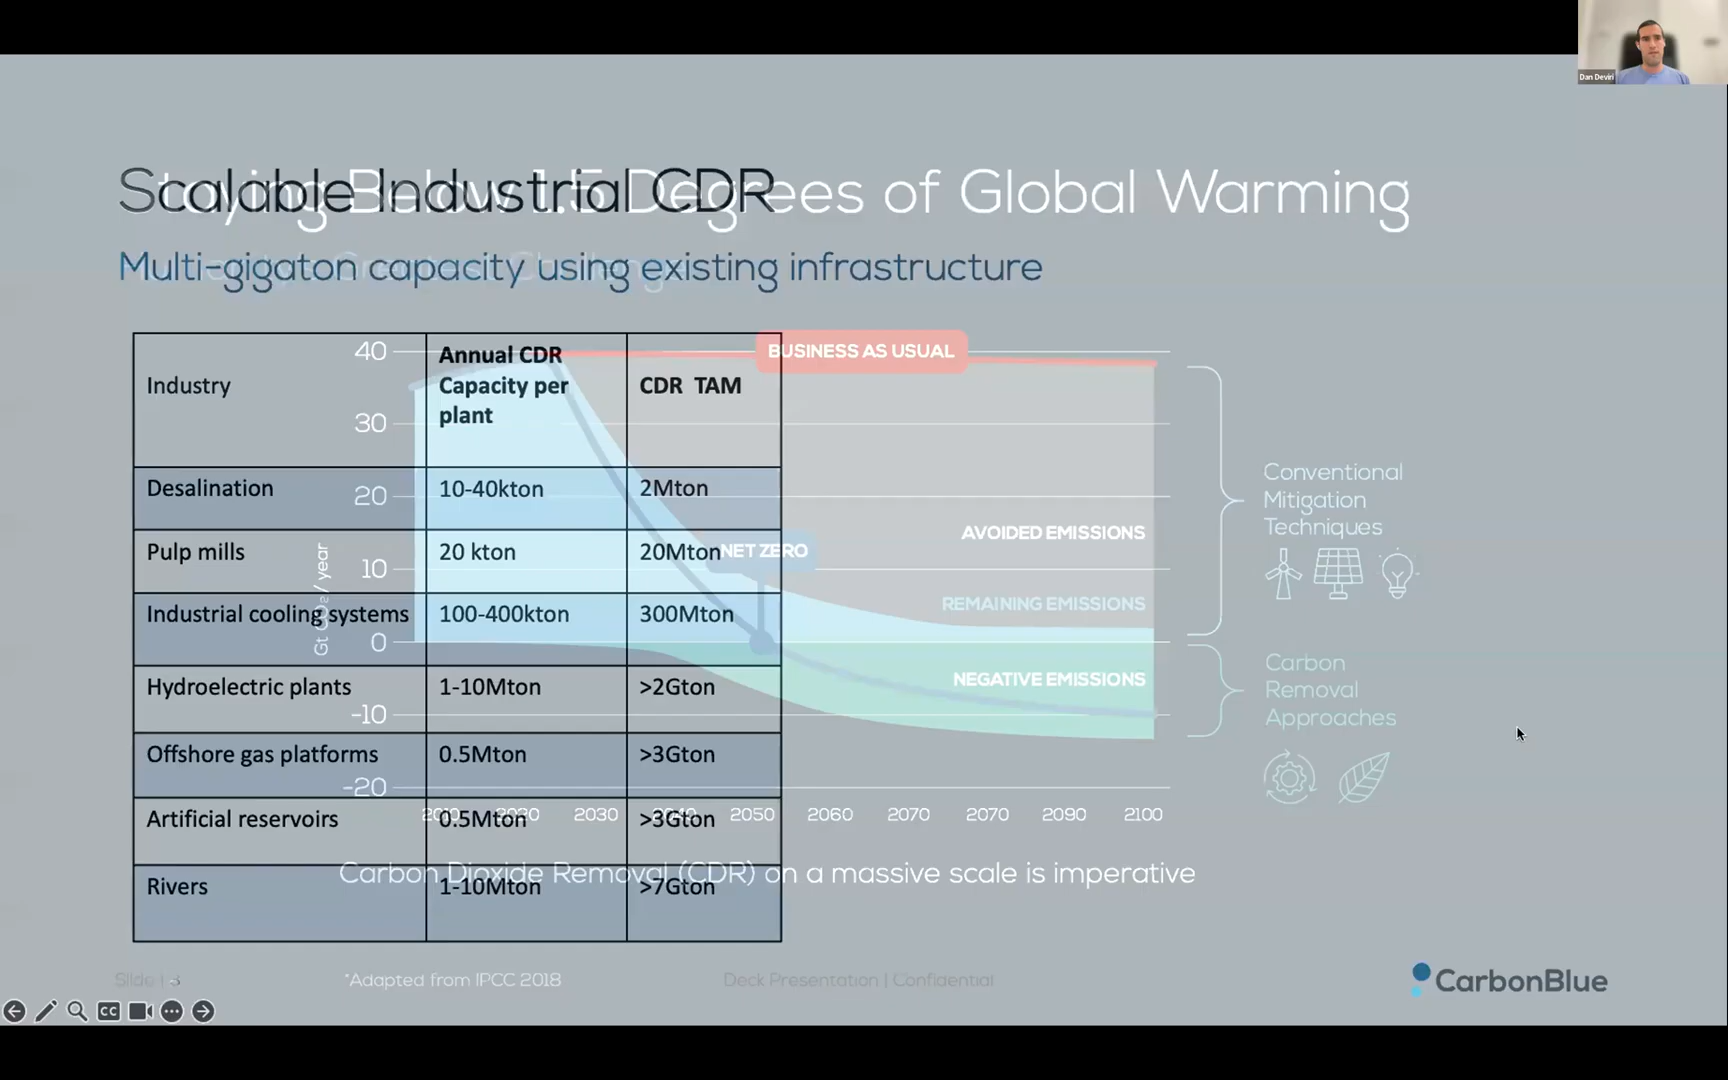 Dan Deviri
Scalable Industrial CDR
Staying Below 1.5 Degrees of Global Warming
Multi-gigaton capacity using existing infrastructure
Industry
Annual CDR
Capacity per
plant
CDR TAM
Desalination
10-40kton
2Mton
Pulp mills
20 kton
20Mton
Industrial cooling systems
100-400kton
300Mton
Hydroelectric plants
1-10Mton
>2Gton
Offshore gas platforms
0.5Mton
>3Gton
Artificial reservoirs
0.5Mton
>3Gton
Rivers
1-10Mton
>7Gton
40
30
20
10
0
-10
-20
Gt CO₂ / year
BUSINESS AS USUAL
NET ZERO
AVOIDED EMISSIONS
REMAINING EMISSIONS
NEGATIVE EMISSIONS
2020
2030
2040
2050
2060
2070
2070
2090
2100
Conventional
Mitigation
Techniques
Carbon
Removal
Approaches
Carbon Dioxide Removal (CDR) on a massive scale is imperative
Slide |
*Adapted from IPCC 2018
Deck Presentation | Confidential
CarbonBlue
CC